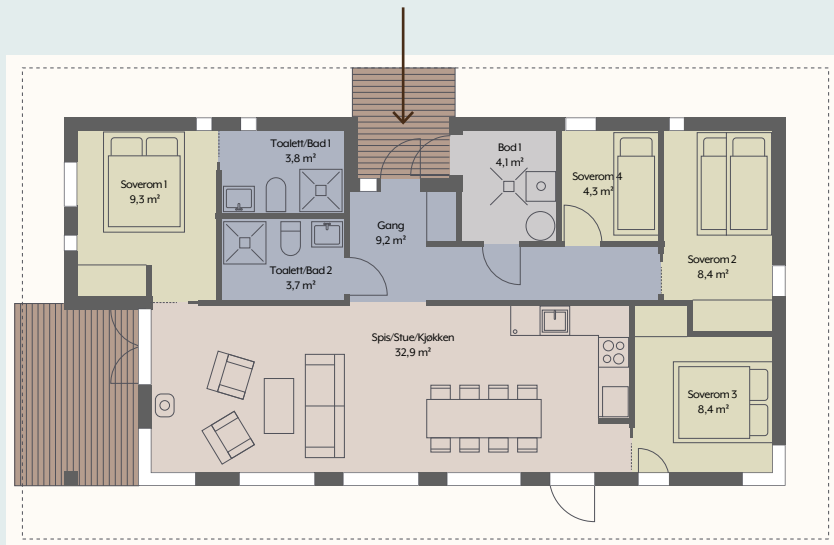 Toalett/Bad 1
3,8 m²
Bod 1
4,1 m²
Soverom 1
9,3 m²
Soverom 4
4,3 m²
Gang
9,2 m²
Toalett/Bad 2
3,7 m²
Soverom 2
8,4 m²
Spis/Stue/Kjøkken
32,9 m²
Soverom 3
8,4 m²